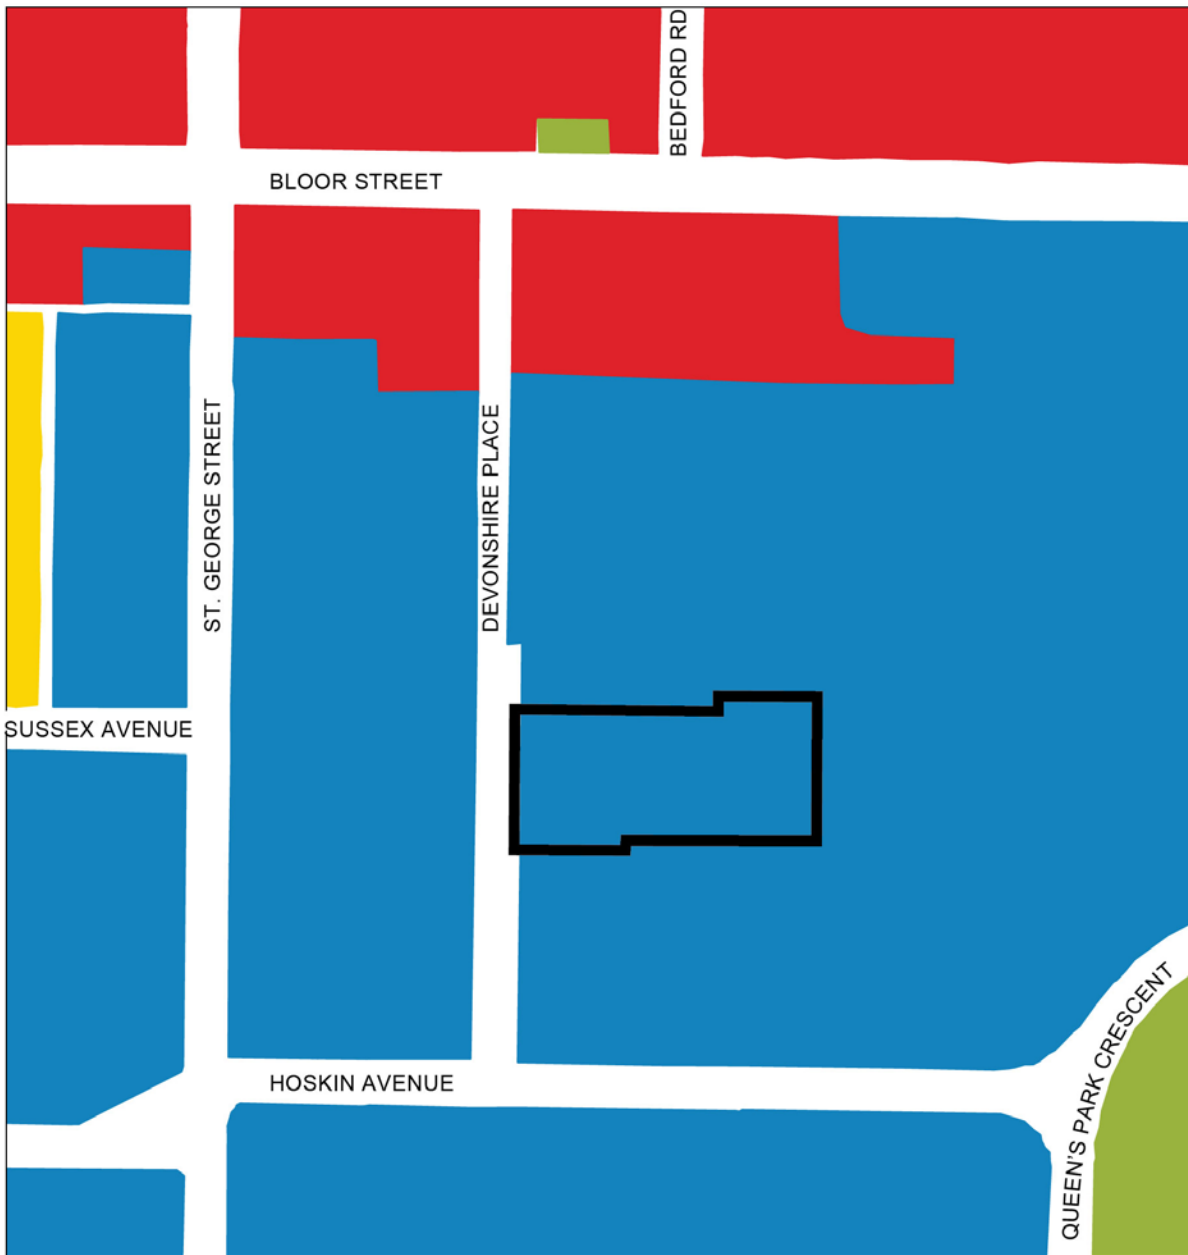 BEDFORD RD
BLOOR STREET
ST. GEORGE STREET
DEVONSHIRE PLACE
SUSSEX AVENUE
QUEEN'S PARK CRESCENT
HOSKIN AVENUE